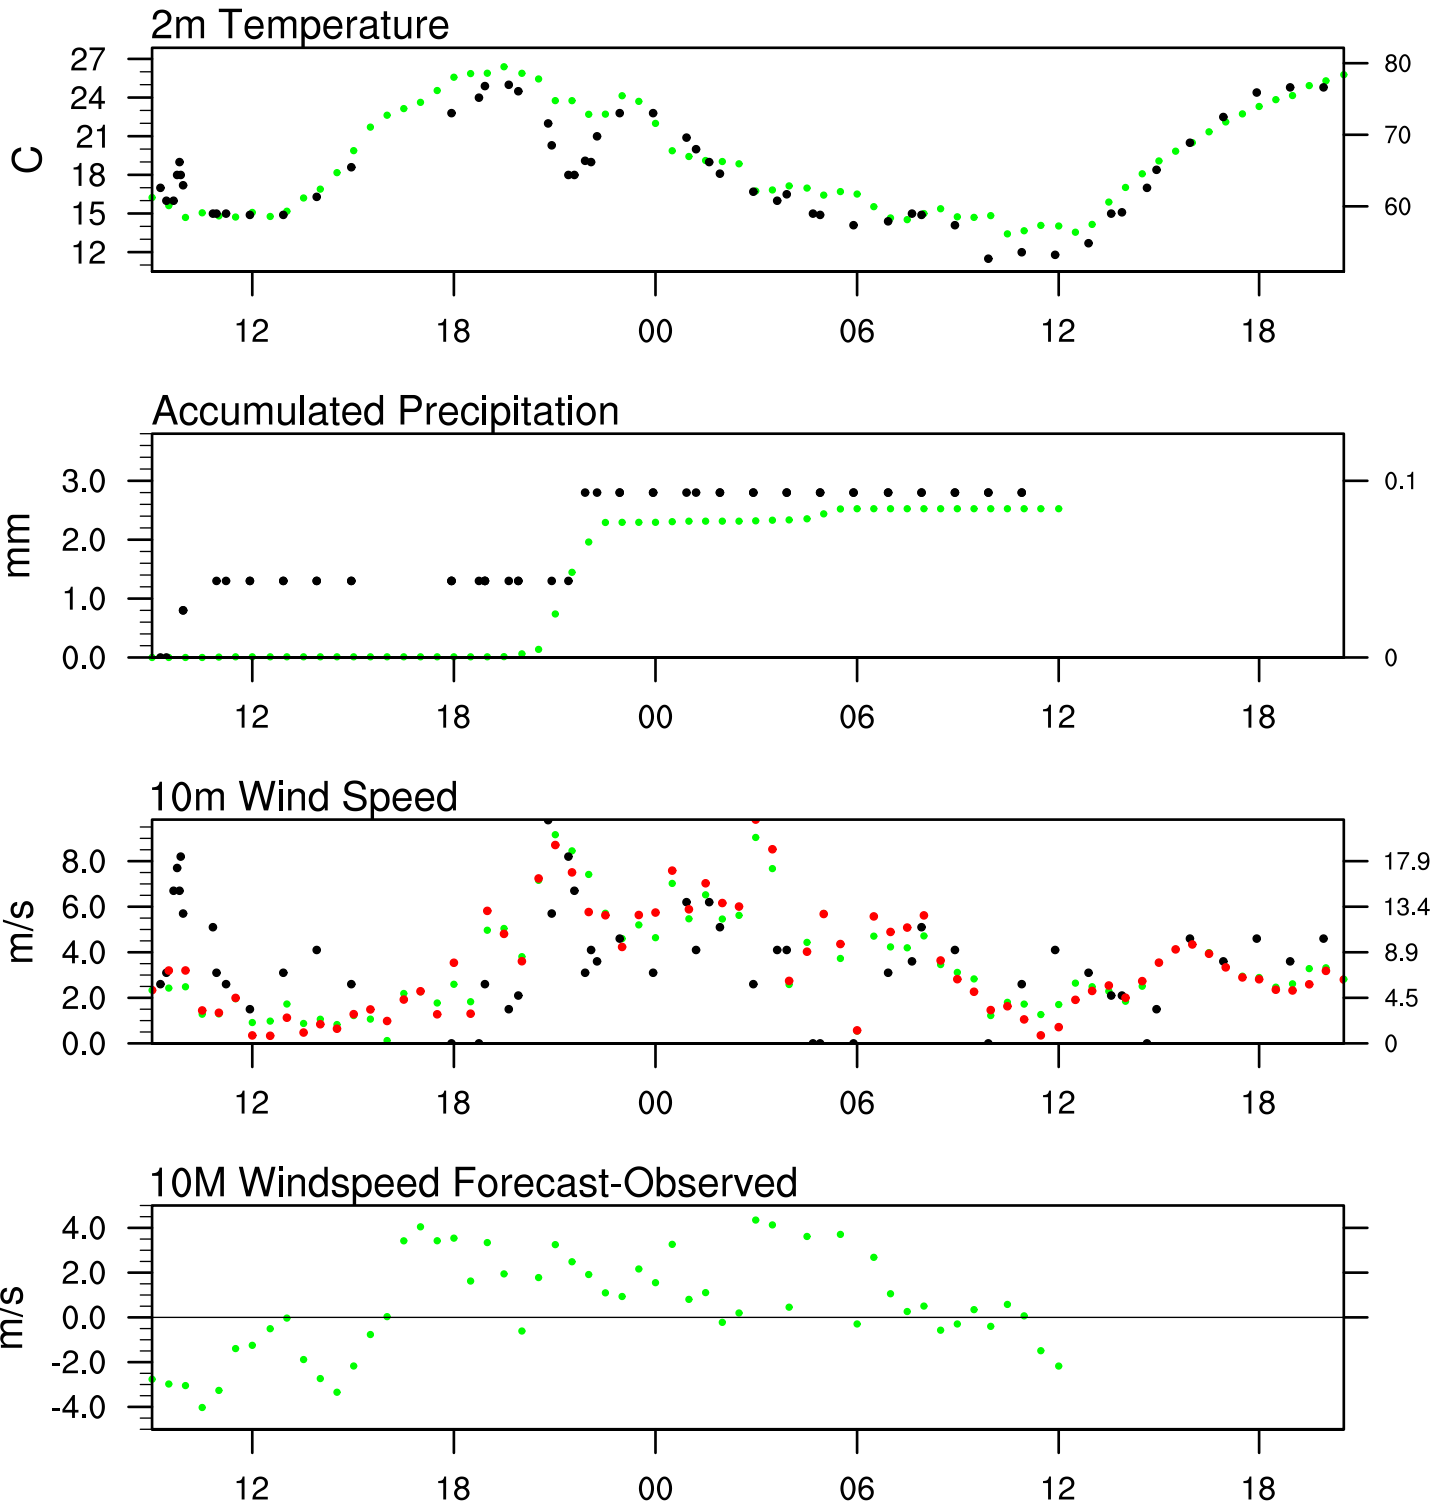 2m Temperature
27 80
24
21 70
C
18
15 60
12
12 18 00 06 12 18
Accumulated Precipitation
3.0 0.1
2.0
mm
1.0
0.0 0
12 18 00 06 12 18
10m Wind Speed
8.0 17.9
6.0 13.4
m/s
4.0 8.9
2.0 4.5
0.0 0
12 18 00 06 12 18
10M Windspeed Forecast-Observed
4.0
2.0
0.0
m/s
-2.0
-4.0
12 18 00 06 12 18